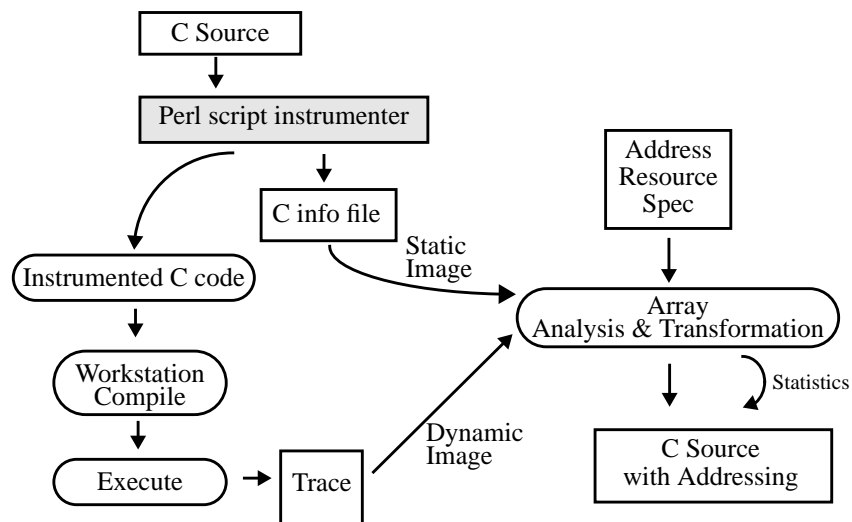 C Source
Perl script instrumenter
Address
Resource
Spec
C info file
Static
Image
Instrumented C code
Array
Analysis & Transformation
Workstation
Compile
Statistics
Dynamic
Image
C Source
with Addressing
Execute
Trace